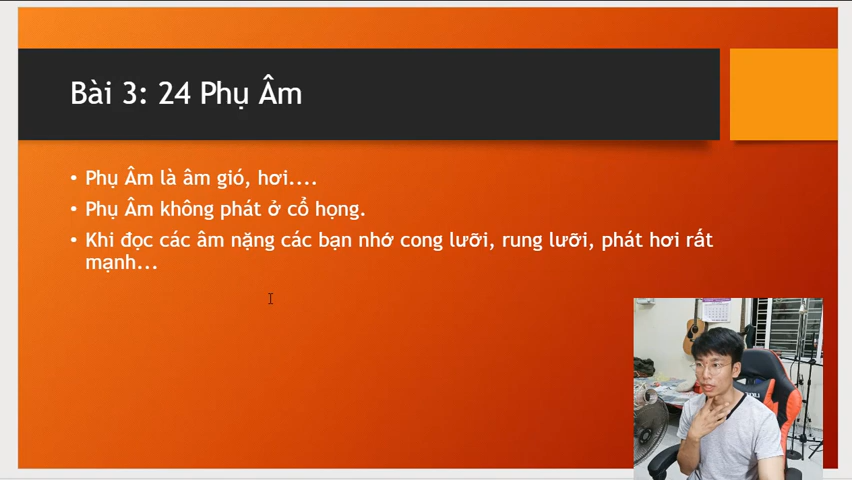 Bài 3: 24 Phụ Âm
• Phụ Âm là âm gió, hơi....
• Phụ Âm không phát ở cổ họng.
• Khi đọc các âm nặng các bạn nhớ cong lưỡi, rung lưỡi, phát hơi rất
mạnh...